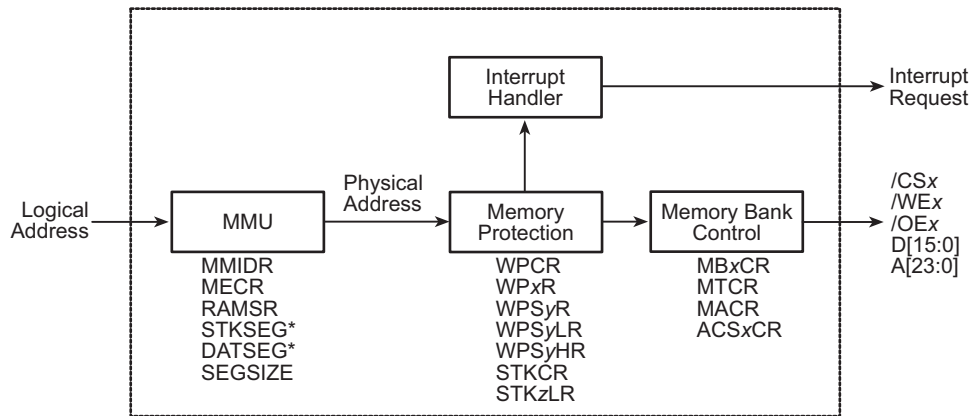 Interrupt
Handler
Interrupt
Request
Logical
Address
MMU
Physical
Address
Memory
Protection
Memory Bank
Control
/CSx
/WEx
/OEx
D[15:0]
A[23:0]
MMIDR
MECR
RAMSR
STKSEG*
DATSEG*
SEGSIZE
WPCR
WPxR
WPSyR
WPSyLR
WPSyHR
STKCR
STKzLR
MBxCR
MTCR
MACR
ACSxCR